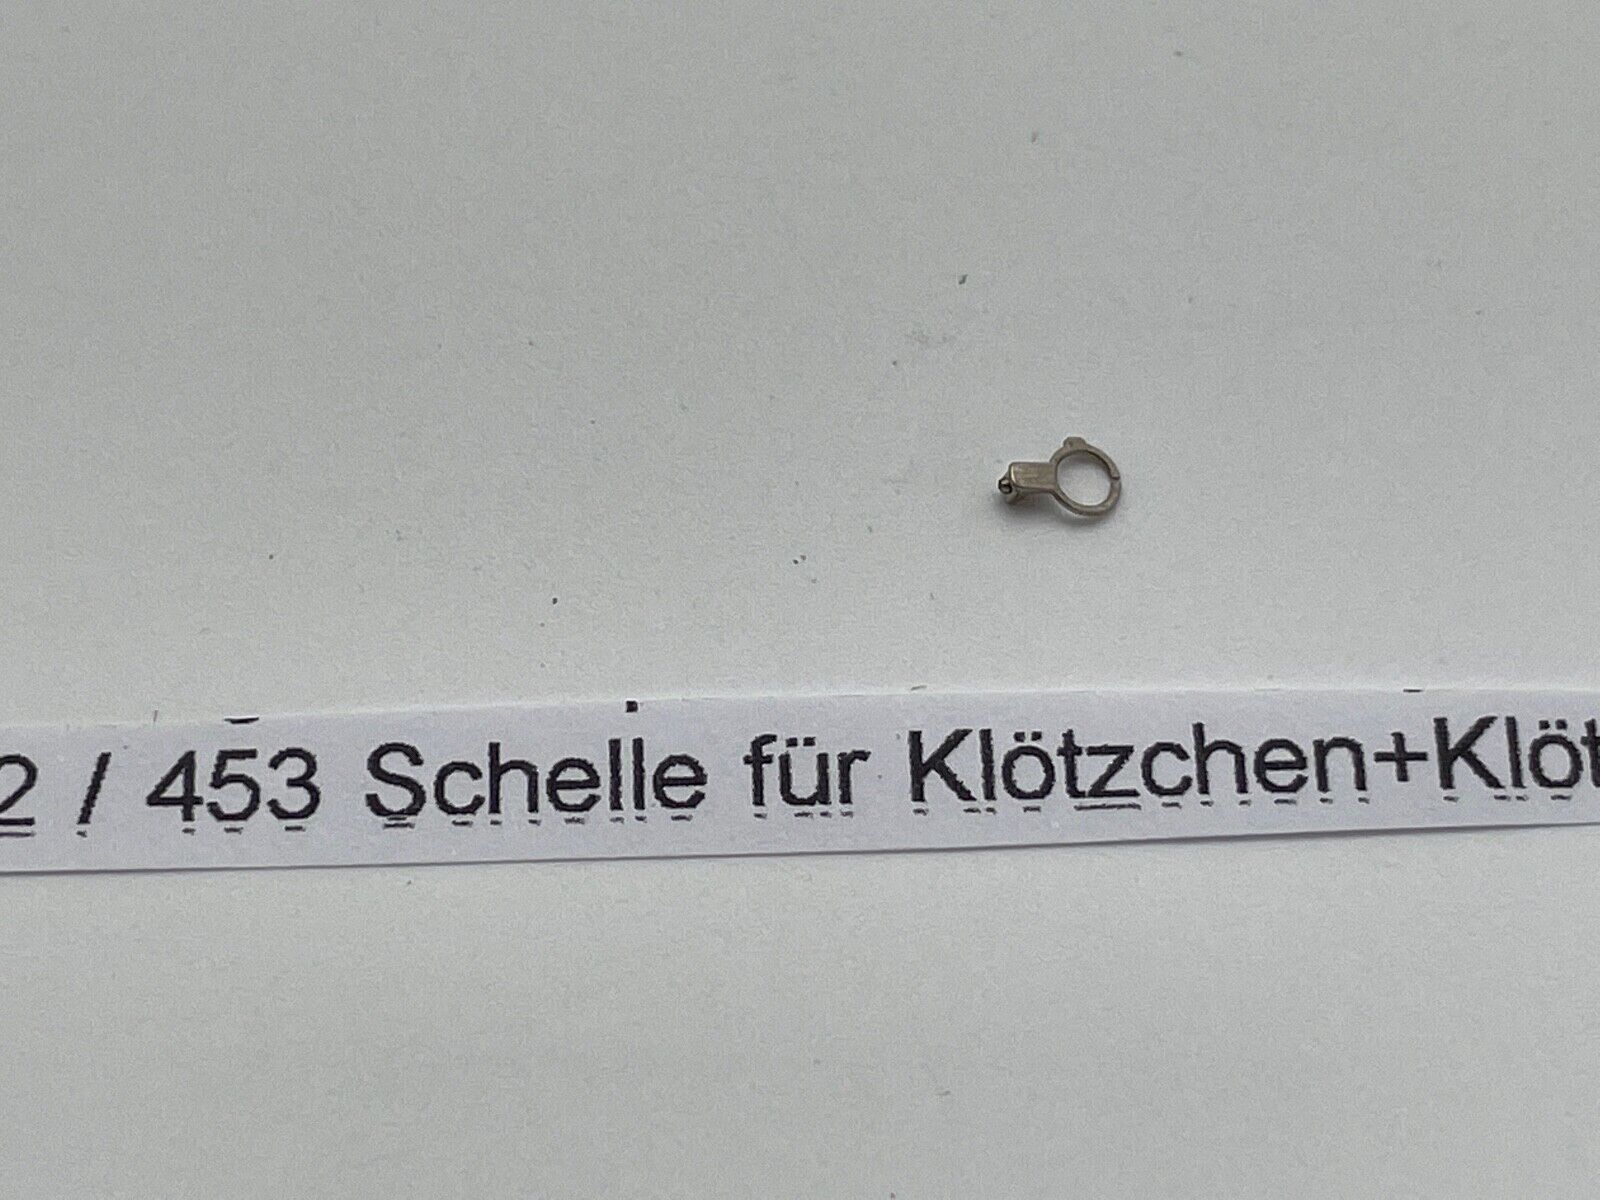 2 / 453 Schelle für Klötzchen+Klöt